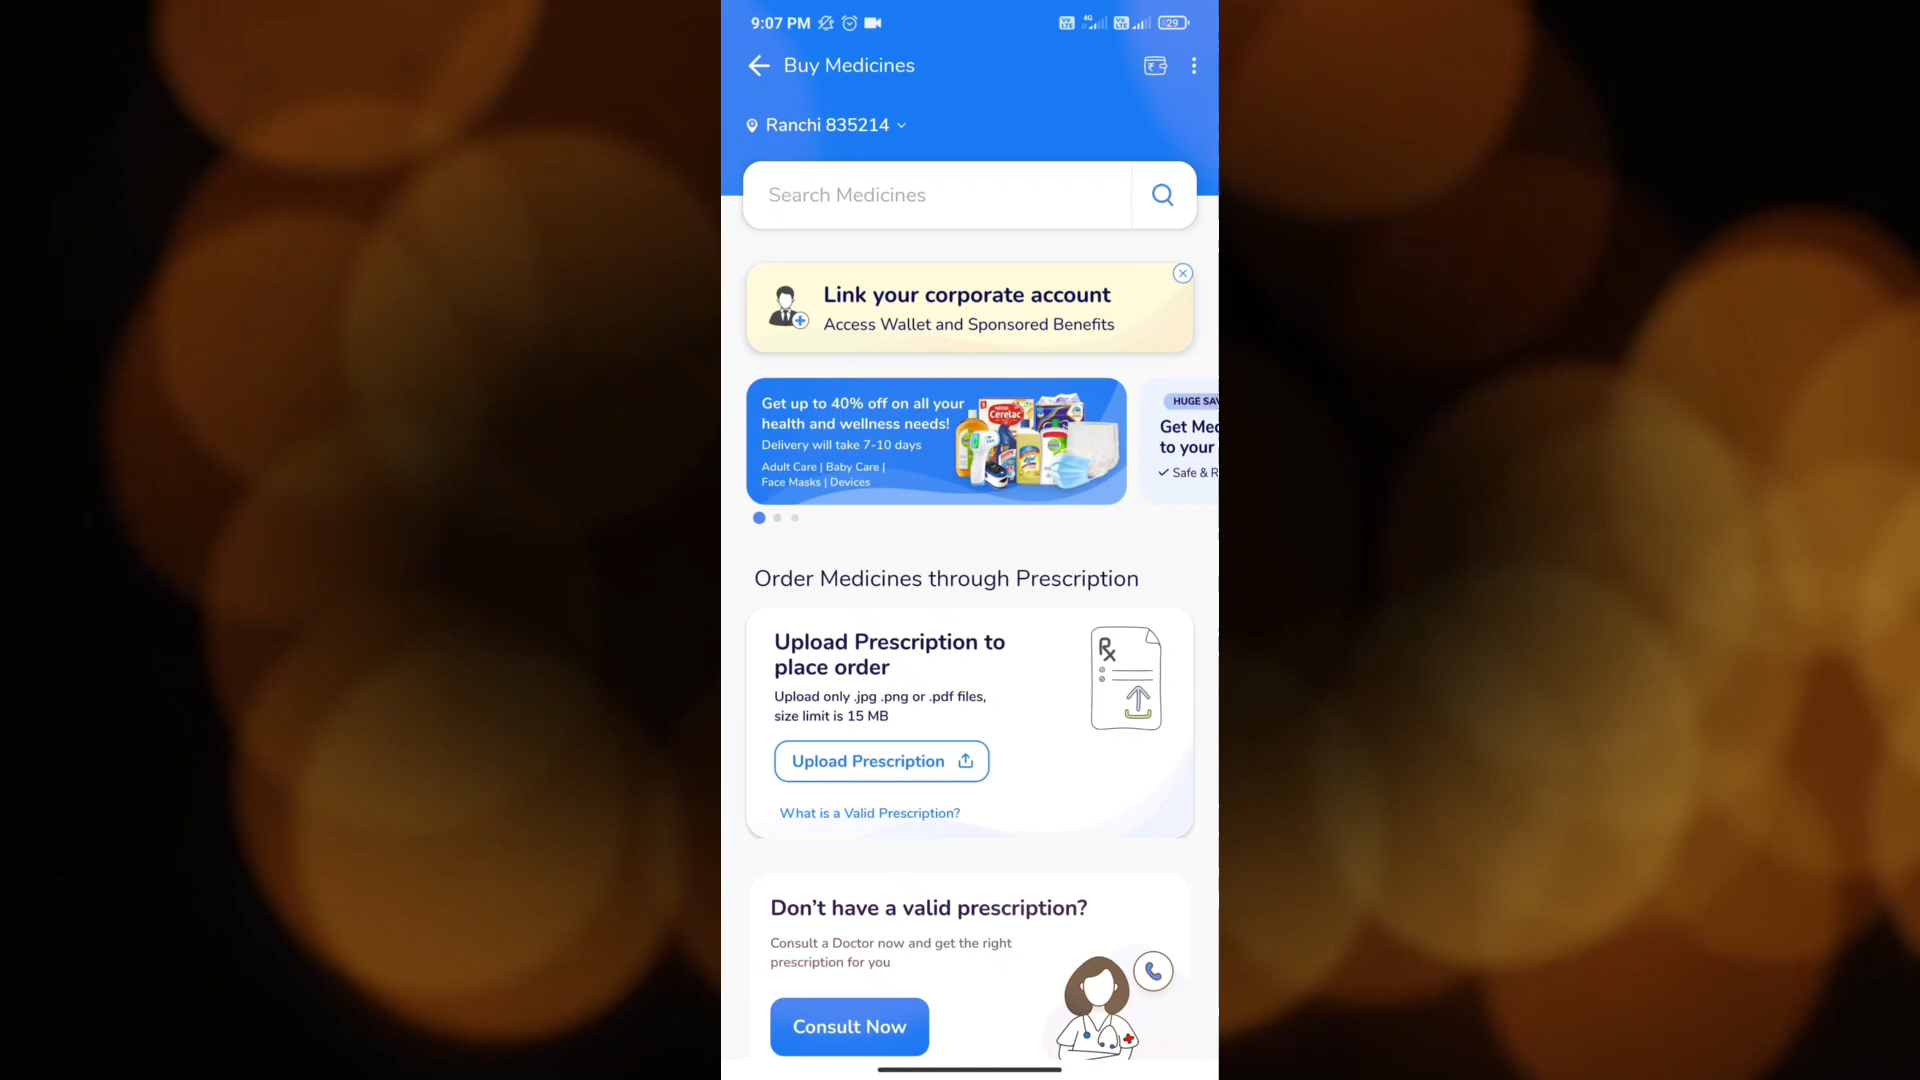 9:07 PM
4G
29
Buy Medicines
Ranchi 835214
Search Medicines
Link your corporate account
Access Wallet and Sponsored Benefits
Get up to 40% off on all your
health and wellness needs!
Delivery will take 7-10 days
Adult Care | Baby Care |
Face Masks | Devices
Cerelac
HUGE SAV
Get Med
to your
Safe & R
Order Medicines through Prescription
Upload Prescription to
place order
Upload only .jpg .png or .pdf files,
size limit is 15 MB
Rx
Upload Prescription
What is a Valid Prescription?
Don’t have a valid prescription?
Consult a Doctor now and get the right
prescription for you
Consult Now